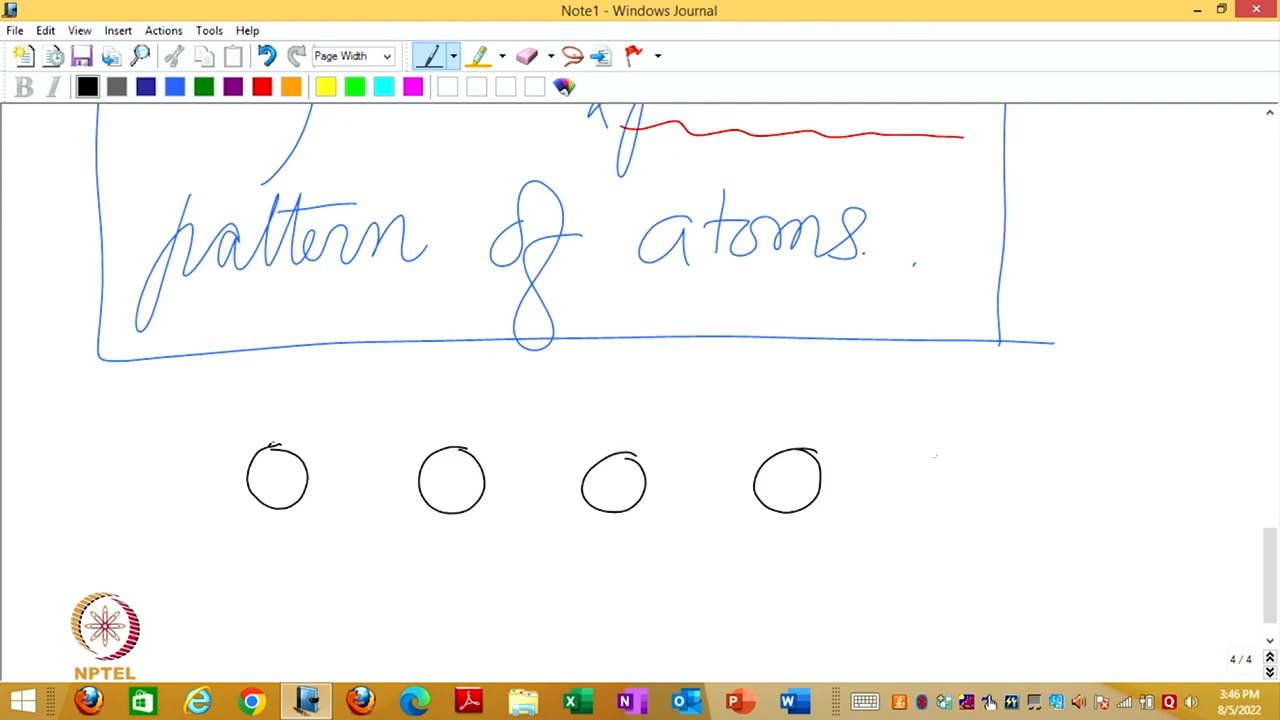 Note1 - Windows Journal
File Edit View Insert Actions Tools Help
Page Width
B I
pattern of atoms.
NPTEL
4 / 4
3:46 PM
8/5/2022